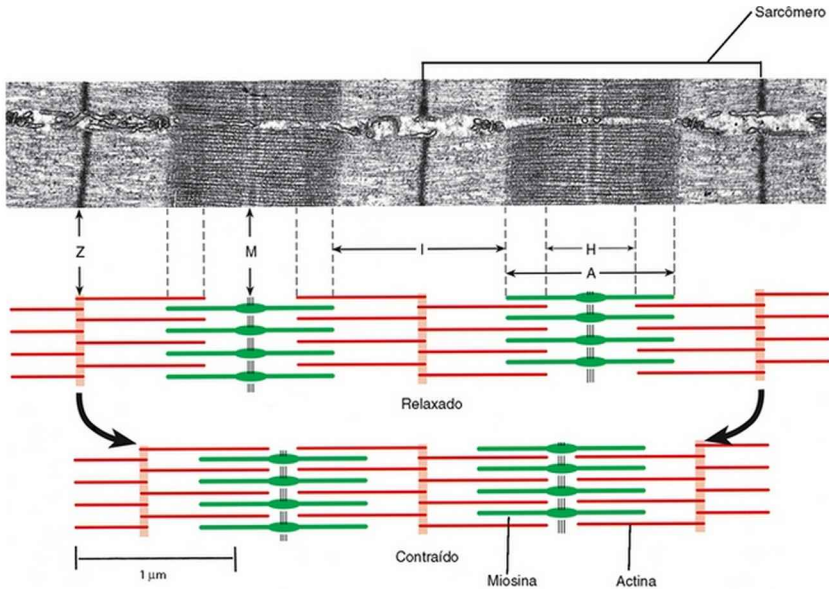 Sarcômero
Z
M
I
H
A
Relaxado
Contraído
1 µm
Miosina
Actina